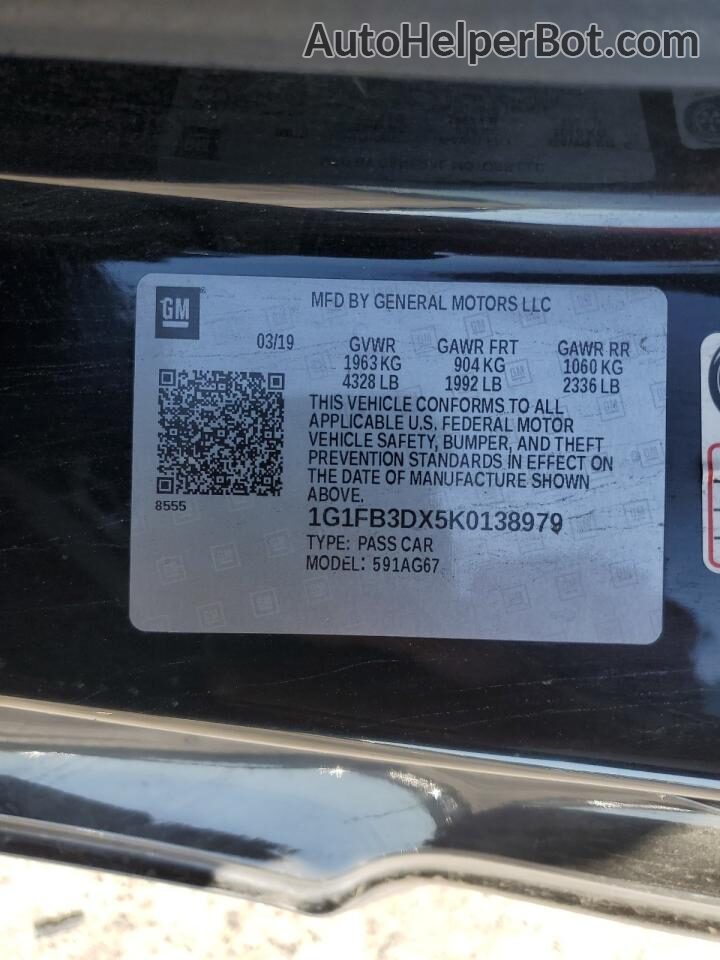 AutoHelperBot.com
GM
MFD BY GENERAL MOTORS LLC
03/19
GVWR GAWR FRT GAWR RR
1963 KG 904 KG 1060 KG
4328 LB 1992 LB 2336 LB
THIS VEHICLE CONFORMS TO ALL
APPLICABLE U.S. FEDERAL MOTOR
VEHICLE SAFETY, BUMPER, AND THEFT
PREVENTION STANDARDS IN EFFECT ON
THE DATE OF MANUFACTURE SHOWN
ABOVE.
8555
1G1FB3DX5K0138979
TYPE: PASS CAR
MODEL: 591AG67